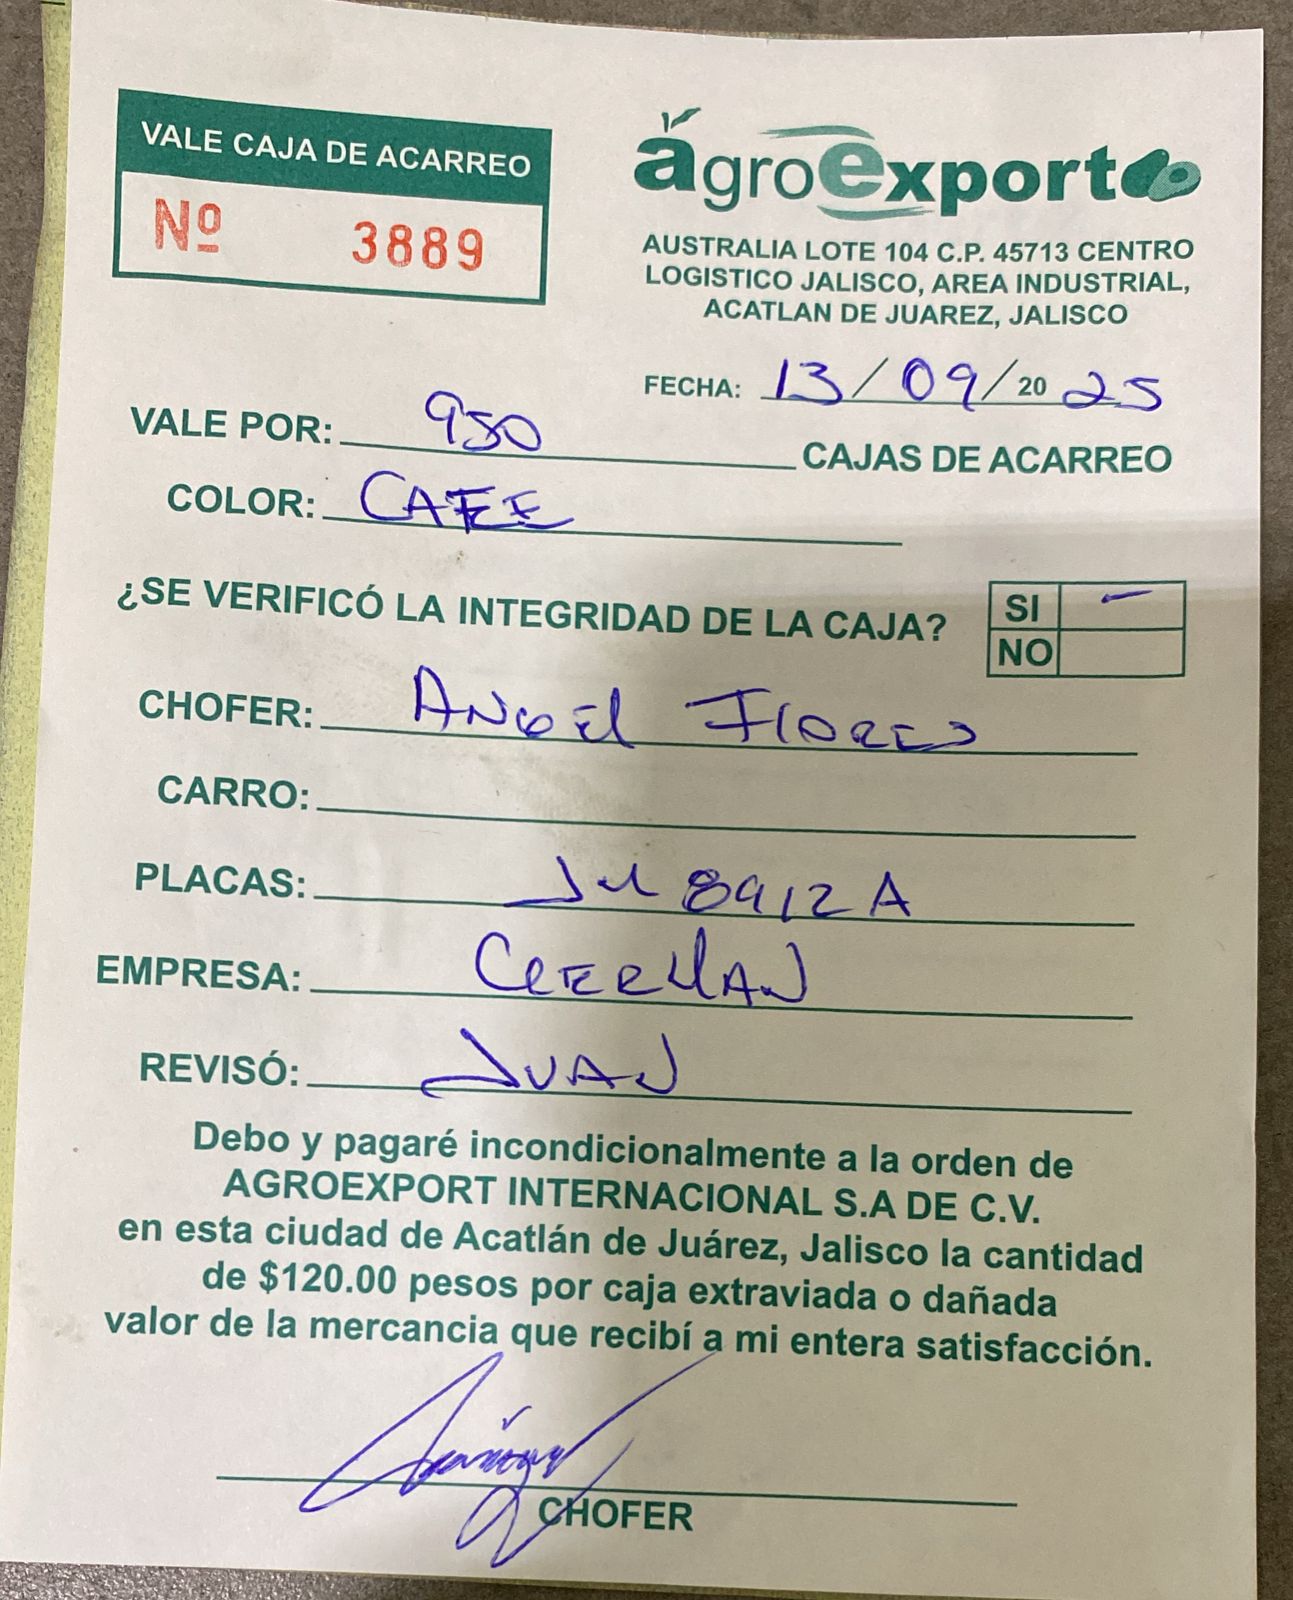 VALE CAJA DE ACARREO
Nº 3889
agroexport
AUSTRALIA LOTE 104 C.P. 45713 CENTRO
LOGISTICO JALISCO, AREA INDUSTRIAL,
ACATLAN DE JUAREZ, JALISCO
FECHA: 13/09/20 25
VALE POR: 950 CAJAS DE ACARREO
COLOR: CAFE
¿SE VERIFICÓ LA INTEGRIDAD DE LA CAJA?
SI –
NO
CHOFER: ANGEl FlORES
CARRO:
PLACAS: 8912A
EMPRESA:
REVISÓ: JUAN
Debo y pagaré incondicionalmente a la orden de
AGROEXPORT INTERNACIONAL S.A DE C.V.
en esta ciudad de Acatlán de Juárez, Jalisco la cantidad
de $120.00 pesos por caja extraviada o dañada
valor de la mercancia que recibí a mi entera satisfacción.
CHOFER